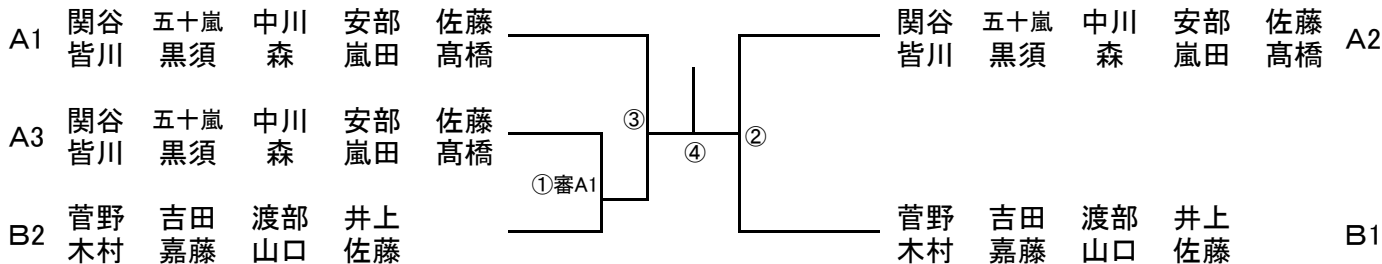 A1 関谷 五十嵐 中川 安部 佐藤
皆川 黒須 森 嵐田 髙橋
関谷 五十嵐 中川 安部 佐藤 A2
皆川 黒須 森 嵐田 髙橋
A3 関谷 五十嵐 中川 安部 佐藤
皆川 黒須 森 嵐田 髙橋
③
④
②
①審A1
B2 菅野 吉田 渡部 井上
木村 嘉藤 山口 佐藤
菅野 吉田 渡部 井上 B1
木村 嘉藤 山口 佐藤